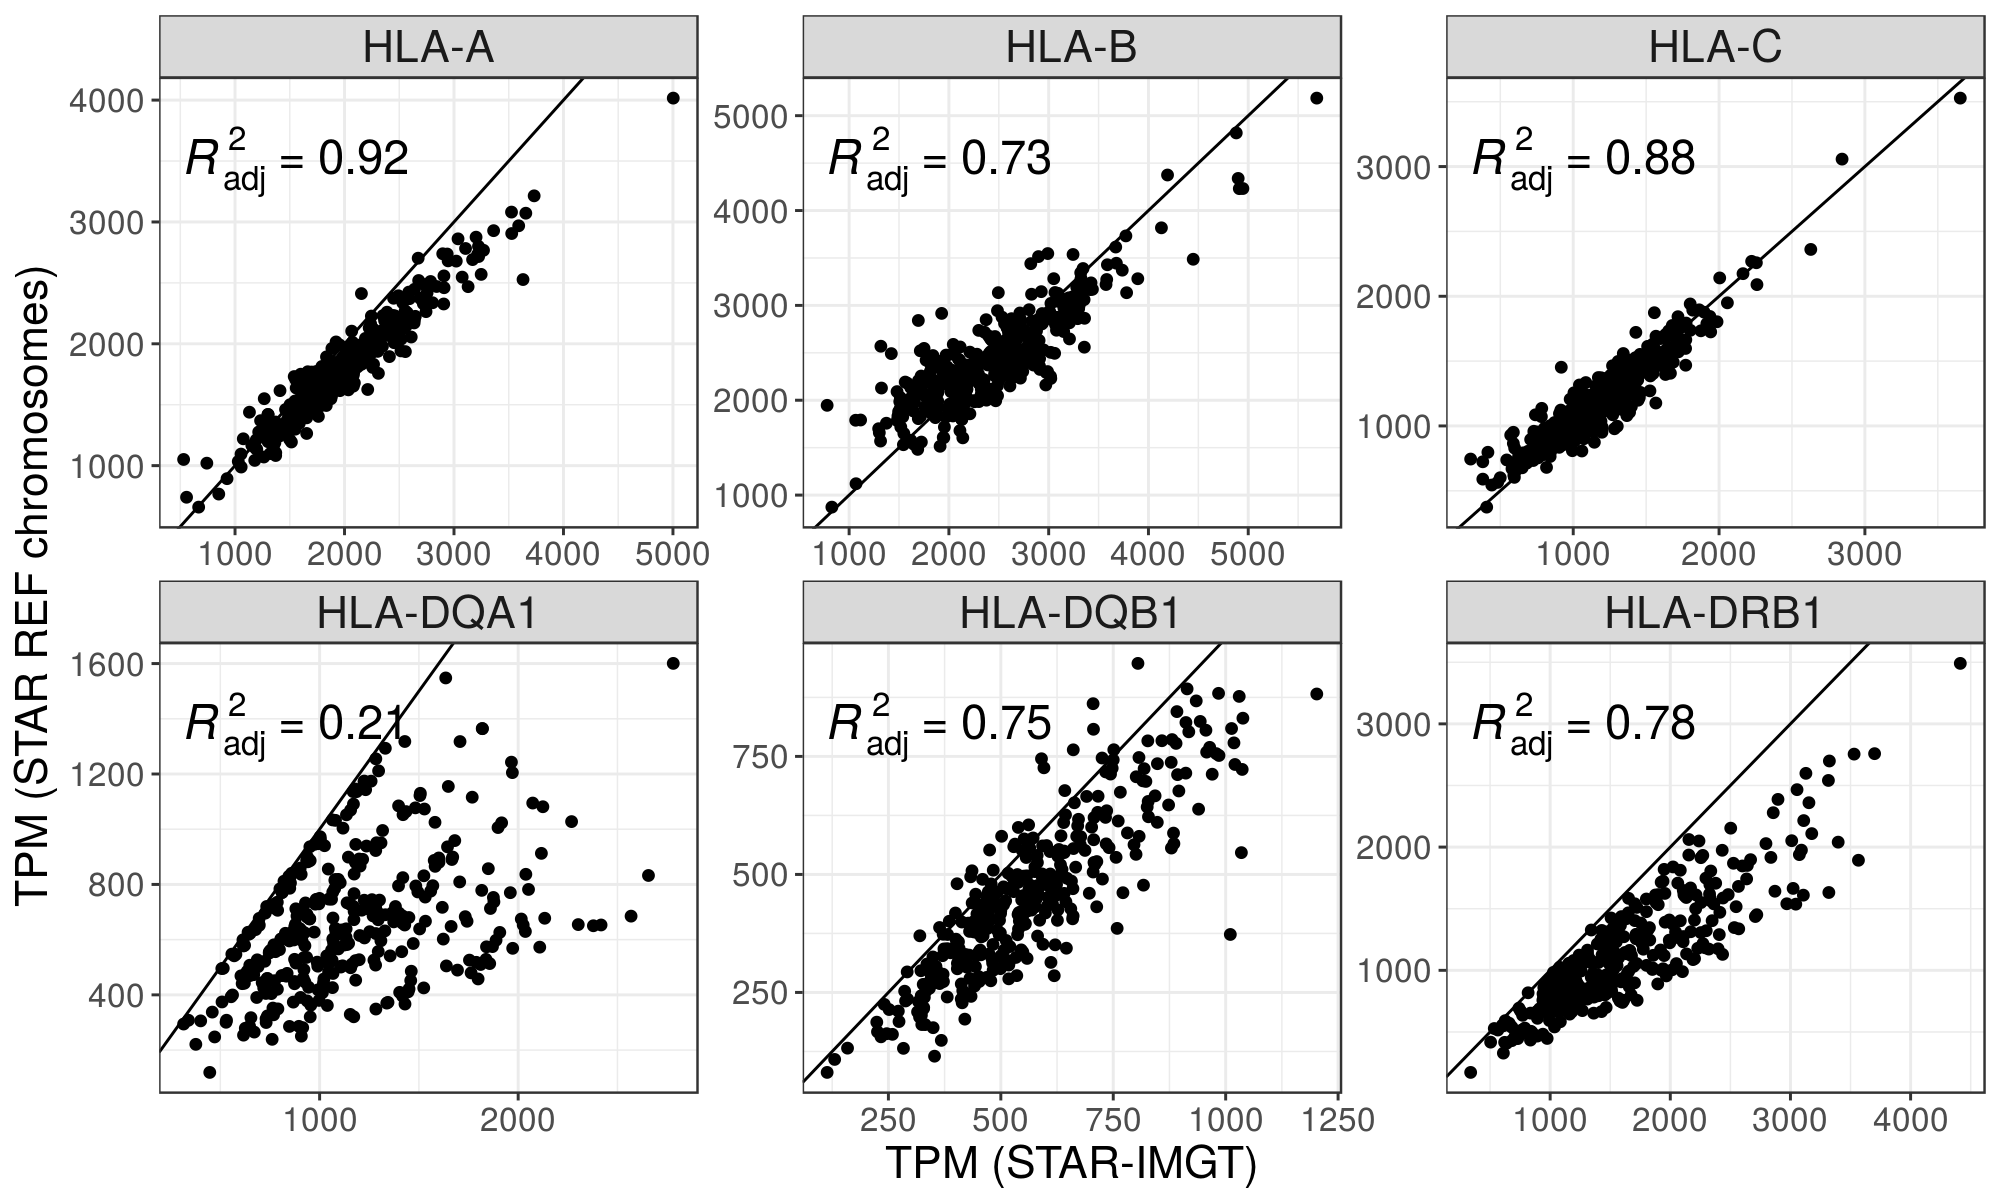 HLA-A
HLA-B
HLA-C
4000
3000
2000
1000
R²adj = 0.92
1000 2000 3000 4000 5000
5000
4000
3000
2000
1000
R²adj = 0.73
1000 2000 3000 4000 5000
3000
2000
1000
R²adj = 0.88
1000 2000 3000
HLA-DQA1
HLA-DQB1
HLA-DRB1
1600
1200
800
400
R²adj = 0.21
1000 2000
750
500
250
R²adj = 0.75
250 500 750 1000 1250
3000
2000
1000
R²adj = 0.78
1000 2000 3000 4000
TPM (STAR REF chromosomes)
TPM (STAR-IMGT)